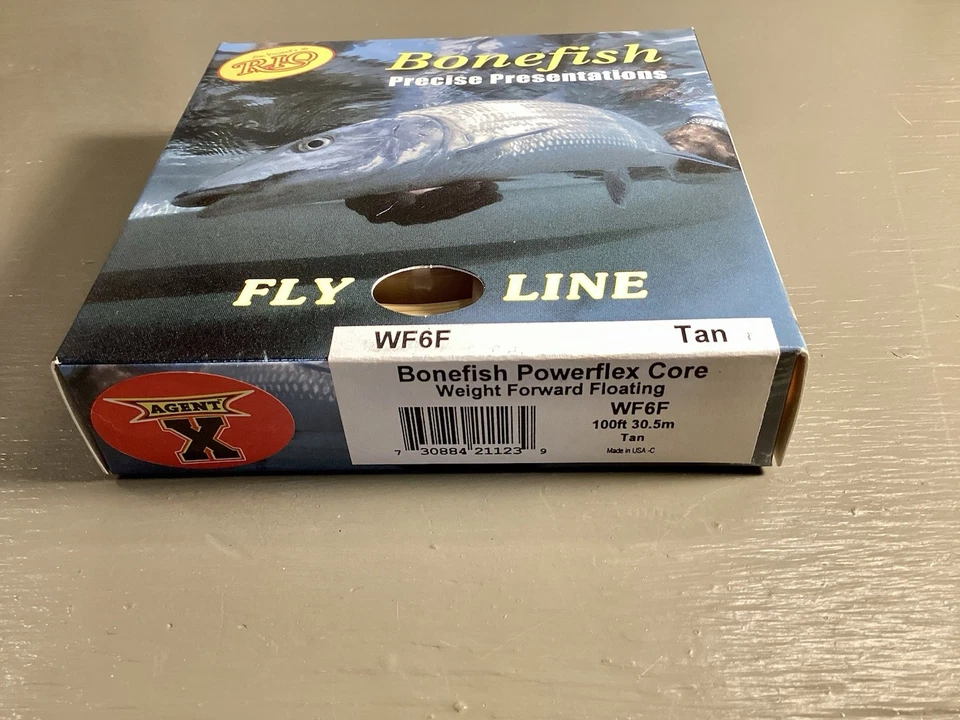 RIO
Bonefish
Precise Presentations
FLY LINE
WF6F Tan
Bonefish Powerflex Core
Weight Forward Floating
WF6F
100ft 30.5m
Tan
Made in USA -C
7 30884 21123 9
AGENT
X